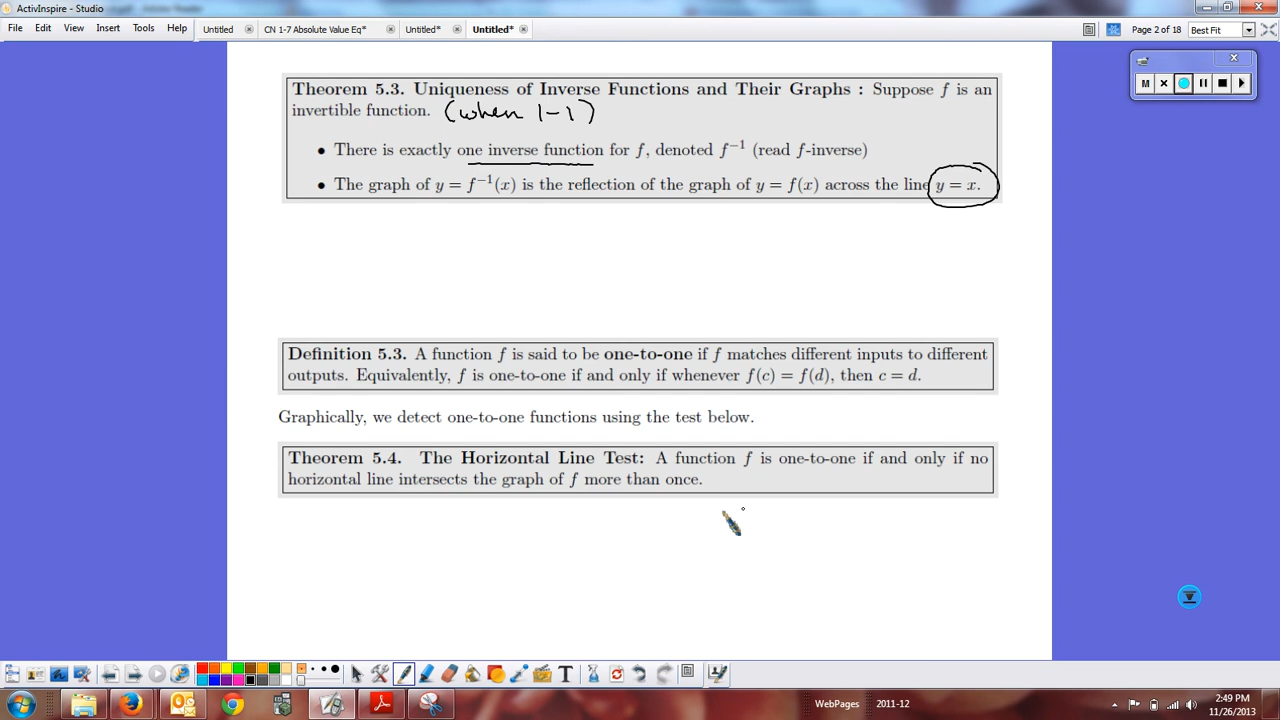 ActivInspire - Studio
File Edit View Insert Tools Help Untitled CN 1-7 Absolute Value Eq* Untitled* Untitled* Page 2 of 18 Best Fit
Theorem 5.3. Uniqueness of Inverse Functions and Their Graphs : Suppose f is an
invertible function. (when 1-1)
• There is exactly one inverse function for f, denoted f⁻¹ (read f-inverse)
• The graph of y = f⁻¹(x) is the reflection of the graph of y = f(x) across the line y = x.
M
Definition 5.3. A function f is said to be one-to-one if f matches different inputs to different
outputs. Equivalently, f is one-to-one if and only if whenever f(c) = f(d), then c = d.
Graphically, we detect one-to-one functions using the test below.
Theorem 5.4. The Horizontal Line Test: A function f is one-to-one if and only if no
horizontal line intersects the graph of f more than once.
T
WebPages 2011-12
2:49 PM
11/26/2013